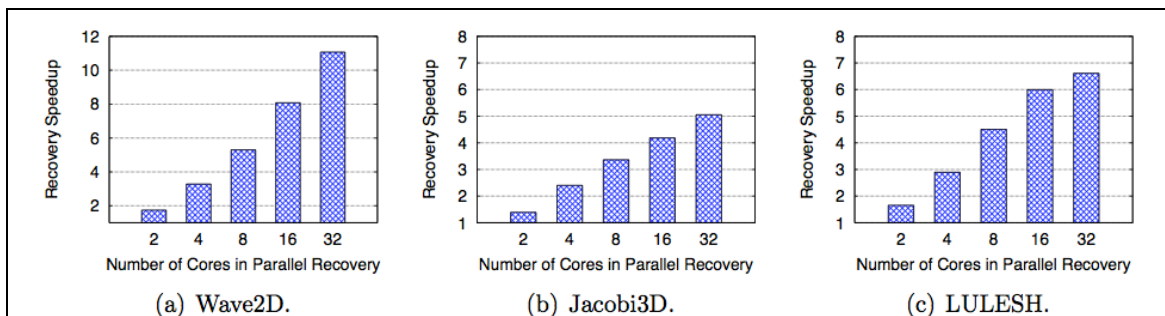 12
10
8
6
4
2
Recovery Speedup
2 4 8 16 32
Number of Cores in Parallel Recovery
(a) Wave2D.
8
7
6
5
4
3
2
1
Recovery Speedup
2 4 8 16 32
Number of Cores in Parallel Recovery
(b) Jacobi3D.
8
7
6
5
4
3
2
1
Recovery Speedup
2 4 8 16 32
Number of Cores in Parallel Recovery
(c) LULESH.